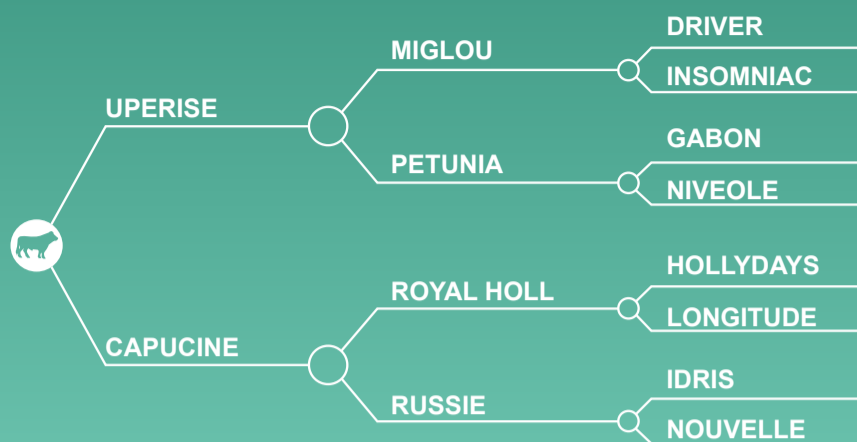 DRIVER
MIGLOU
INSOMNIAC
UPERISE
GABON
PETUNIA
NIVEOLE
HOLLYDAYS
ROYAL HOLL
LONGITUDE
CAPUCINE
IDRIS
RUSSIE
NOUVELLE